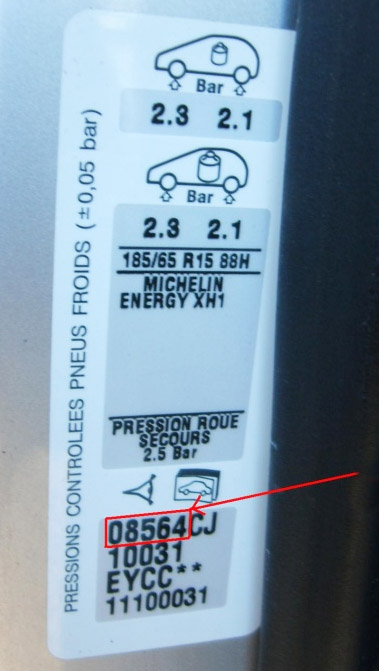 PRESSIONS CONTROLEES PNEUS FROIDS (±0,05 bar)
Bar
2.3 2.1
Bar
2.3 2.1
185/65 R15 88H
MICHELIN
ENERGY XH1
PRESSION ROUE
SECOURS
2.5 Bar
08564CJ
10031
EYCC**
11100031